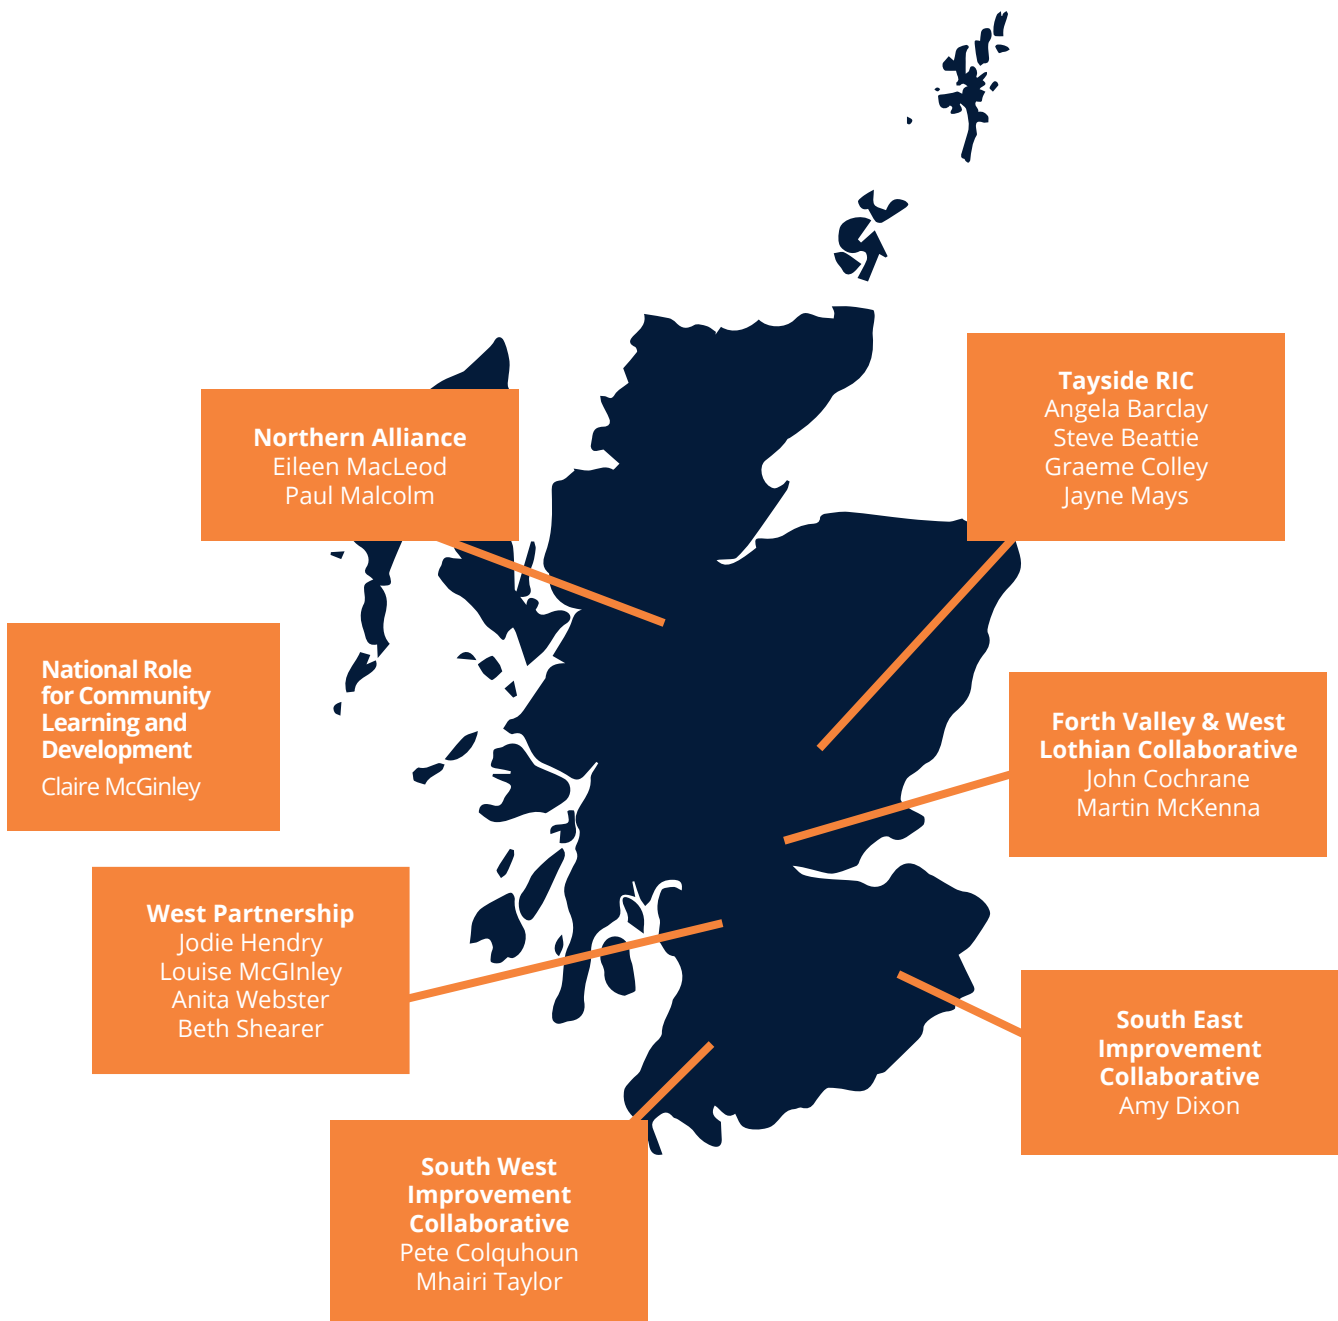 Tayside RIC
Angela Barclay
Steve Beattie
Graeme Colley
Jayne Mays
Northern Alliance
Eileen MacLeod
Paul Malcolm
National Role
for Community
Learning and
Development
Claire McGinley
Forth Valley & West
Lothian Collaborative
John Cochrane
Martin McKenna
West Partnership
Jodie Hendry
Louise McGInley
Anita Webster
Beth Shearer
South East
Improvement
Collaborative
Amy Dixon
South West
Improvement
Collaborative
Pete Colquhoun
Mhairi Taylor